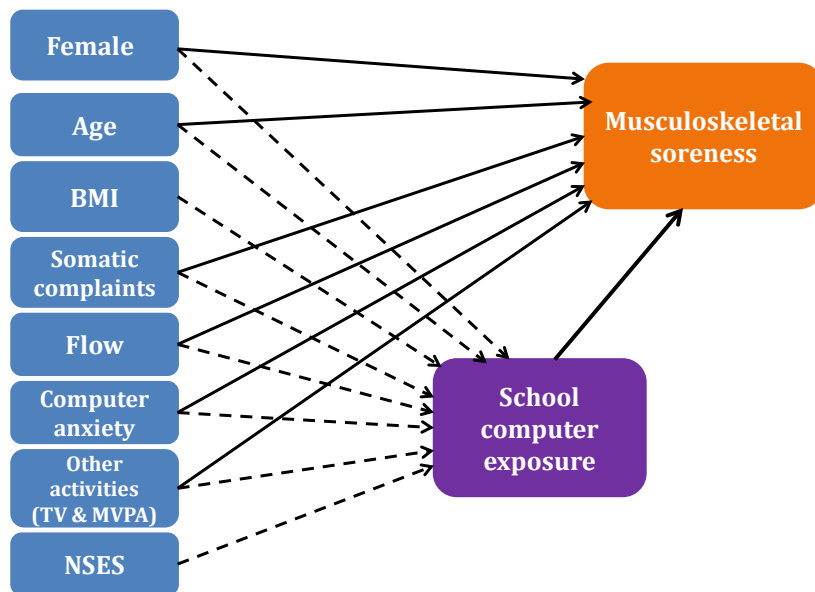 Female
Age
BMI
Somatic
complaints
Flow
Computer
anxiety
Other
activities
(TV & MVPA)
NSES
Musculoskeletal
soreness
School
computer
exposure